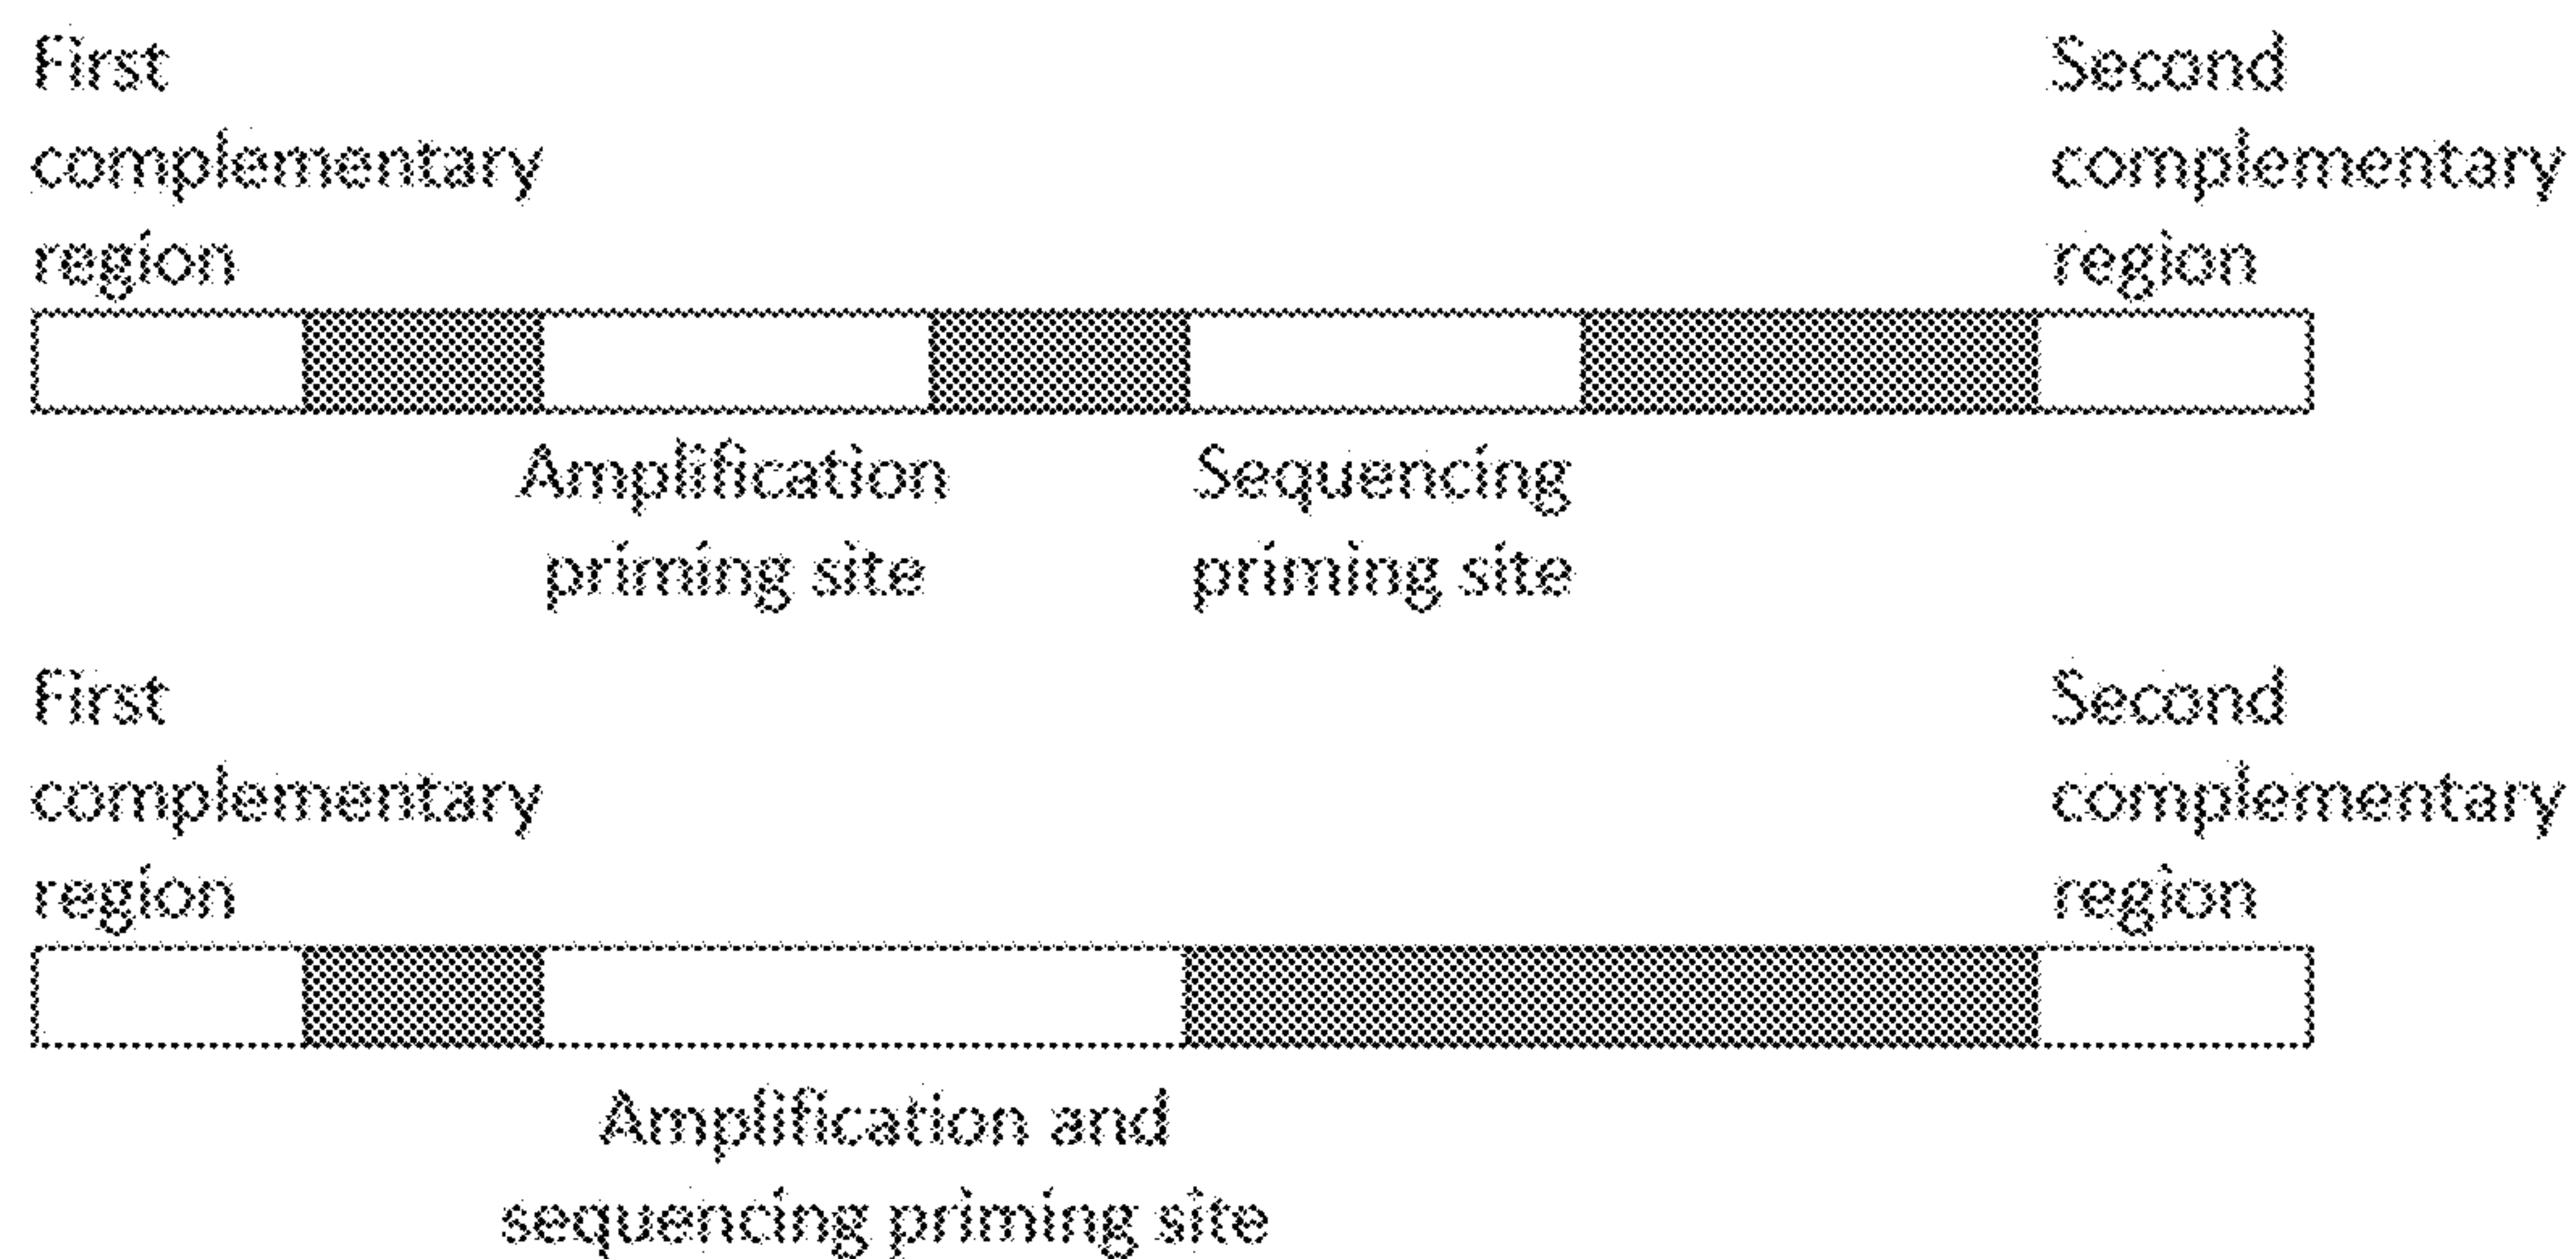 First
complementary
region
Second
complementary
region
Amplification
priming site
Sequencing
priming site
First
complementary
region
Second
complementary
region
Amplification and
sequencing priming site